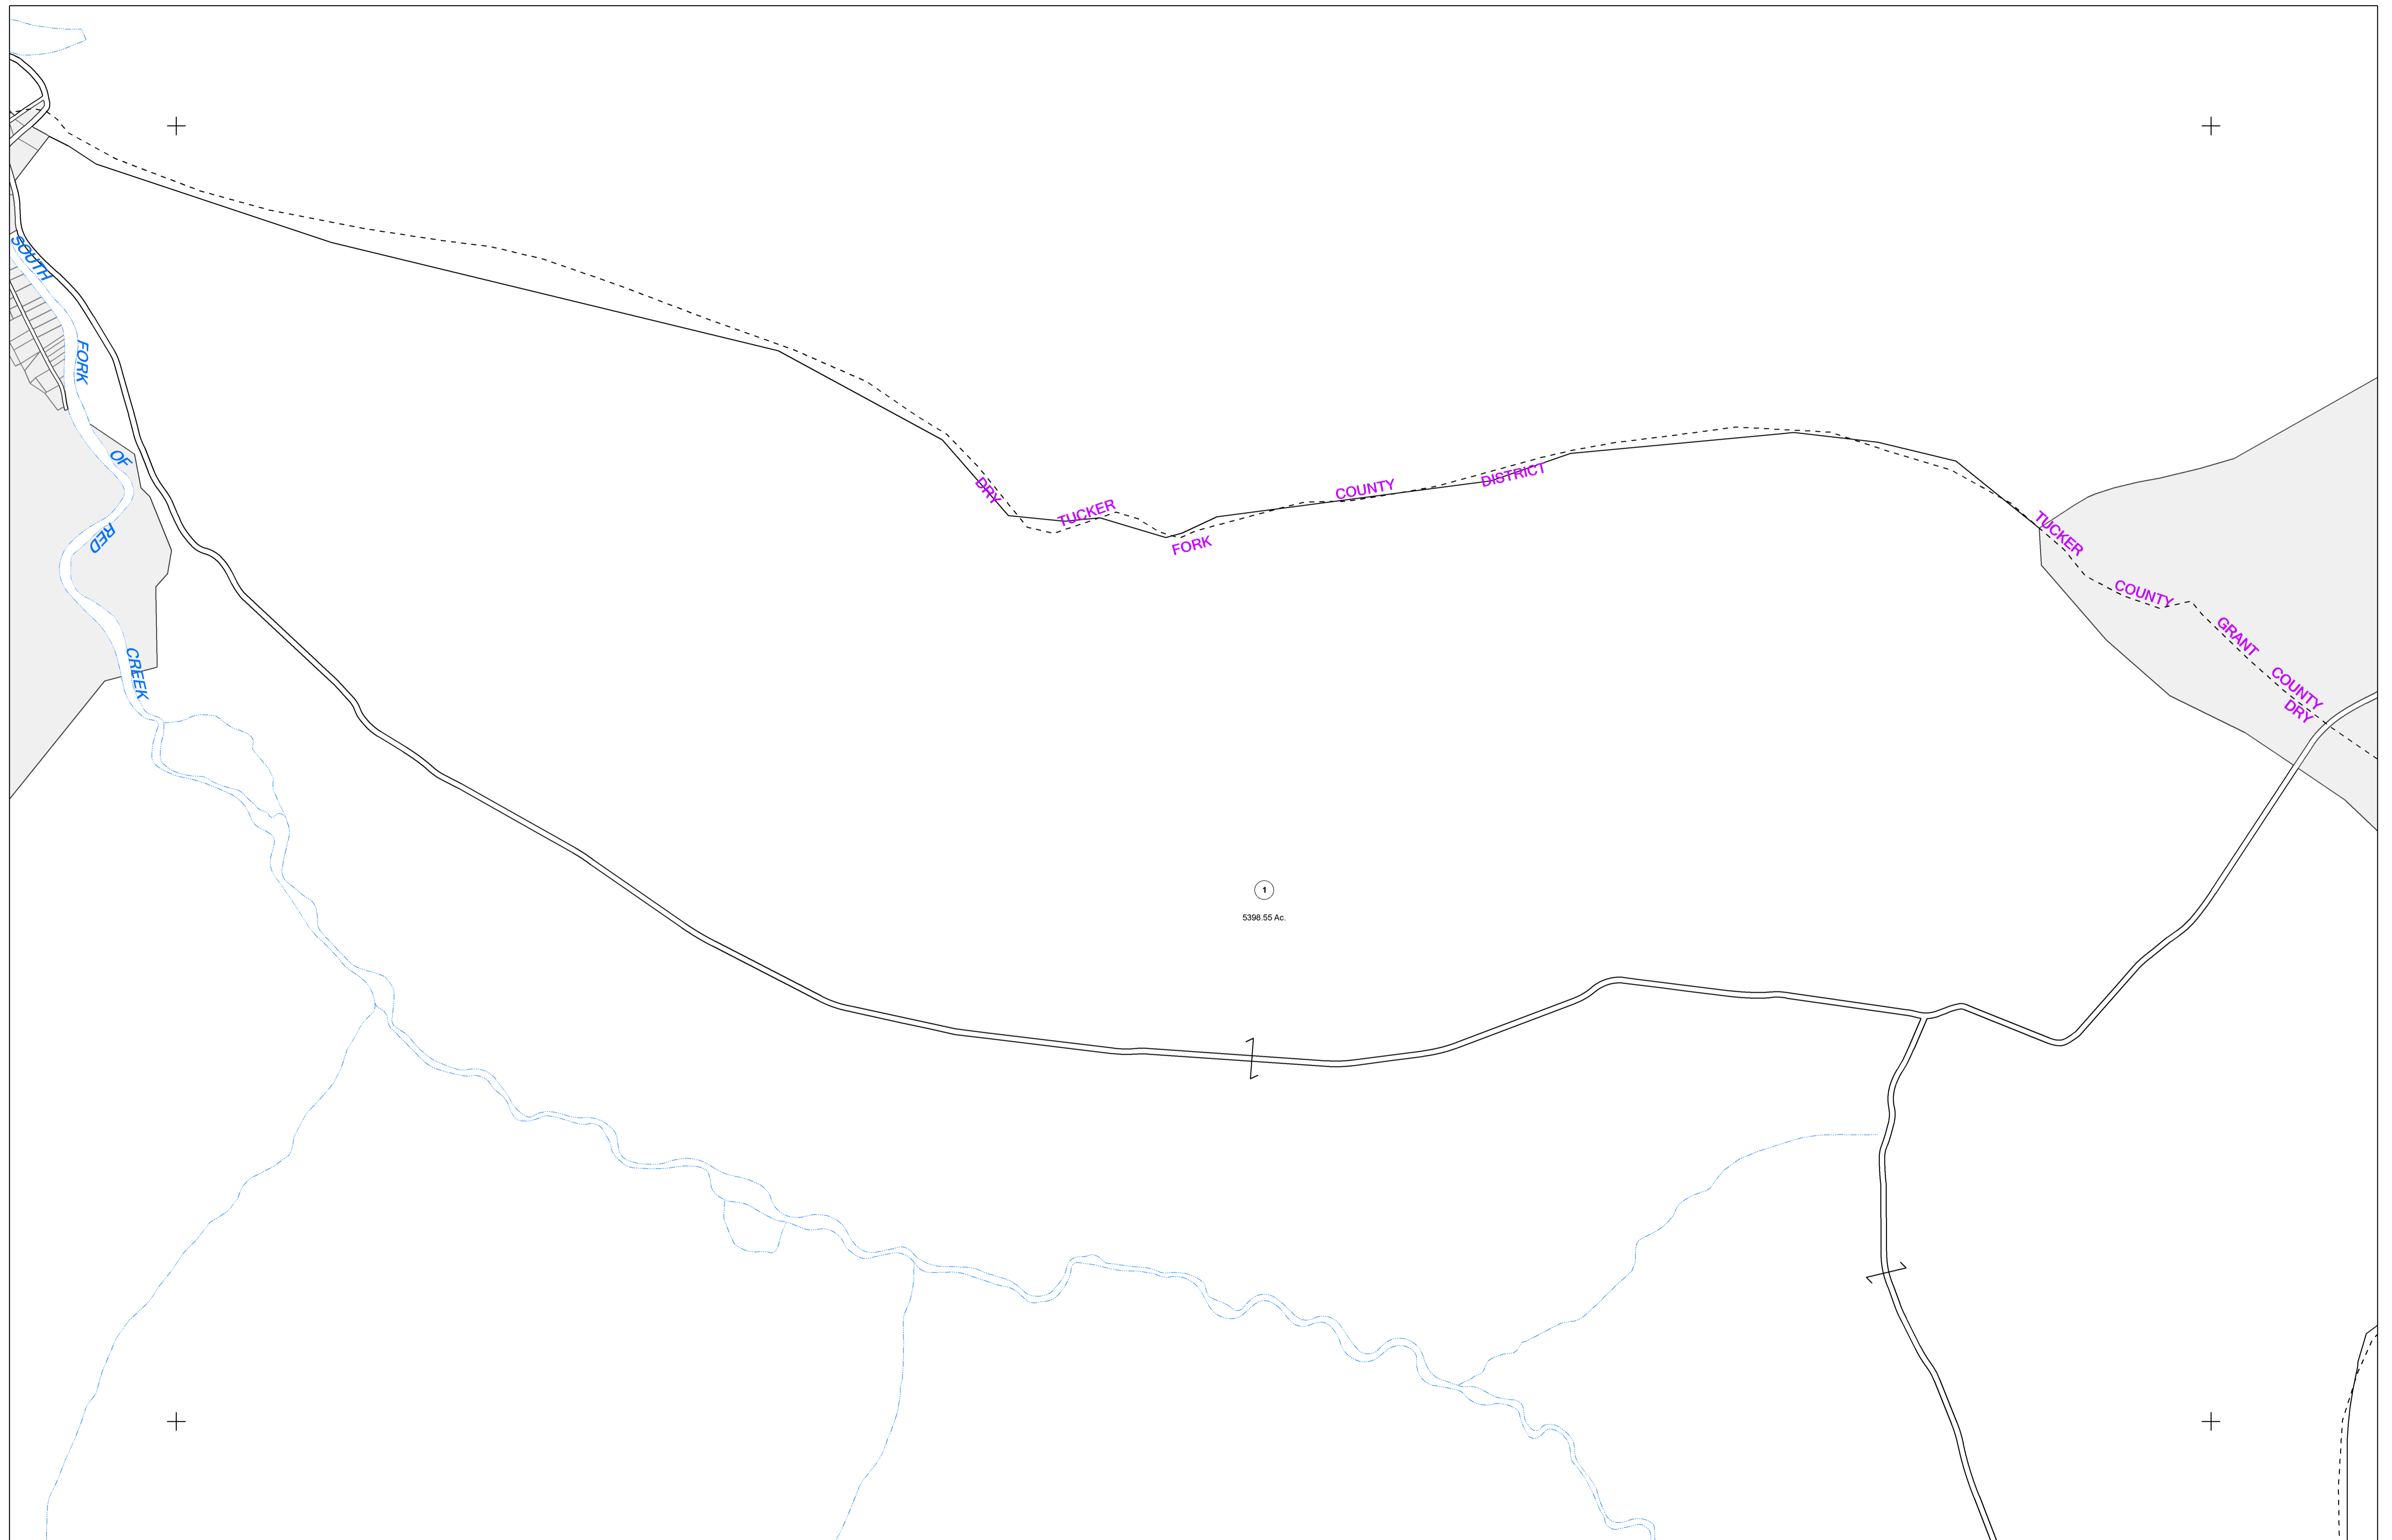 SOUTH
FORK
OF
RED
CREEK
DRY
TUCKER
FORK
COUNTY
DISTRICT
TUCKER
COUNTY
GRANT
COUNTY
DRY
1
5398.55 Ac.